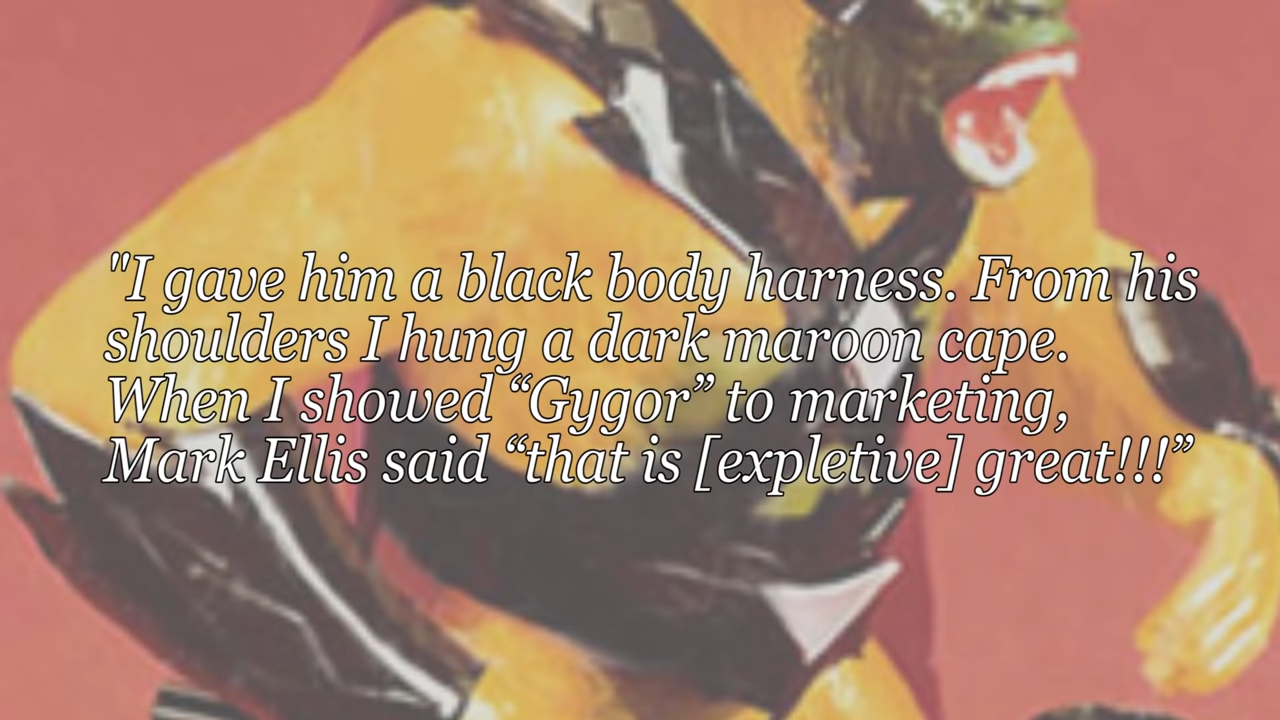 "I gave him a black body harness. From his
shoulders I hung a dark maroon cape.
When I showed “Gygor” to marketing,
Mark Ellis said “that is [expletive] great!!!”